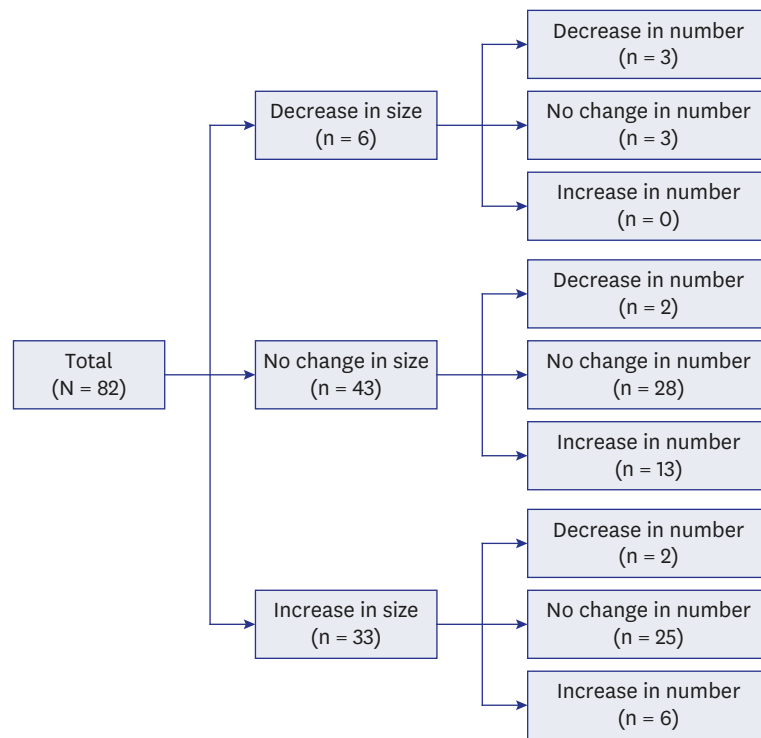 Total
(N = 82)
Decrease in size
(n = 6)
Decrease in number
(n = 3)
No change in number
(n = 3)
Increase in number
(n = 0)
No change in size
(n = 43)
Decrease in number
(n = 2)
No change in number
(n = 28)
Increase in number
(n = 13)
Increase in size
(n = 33)
Decrease in number
(n = 2)
No change in number
(n = 25)
Increase in number
(n = 6)